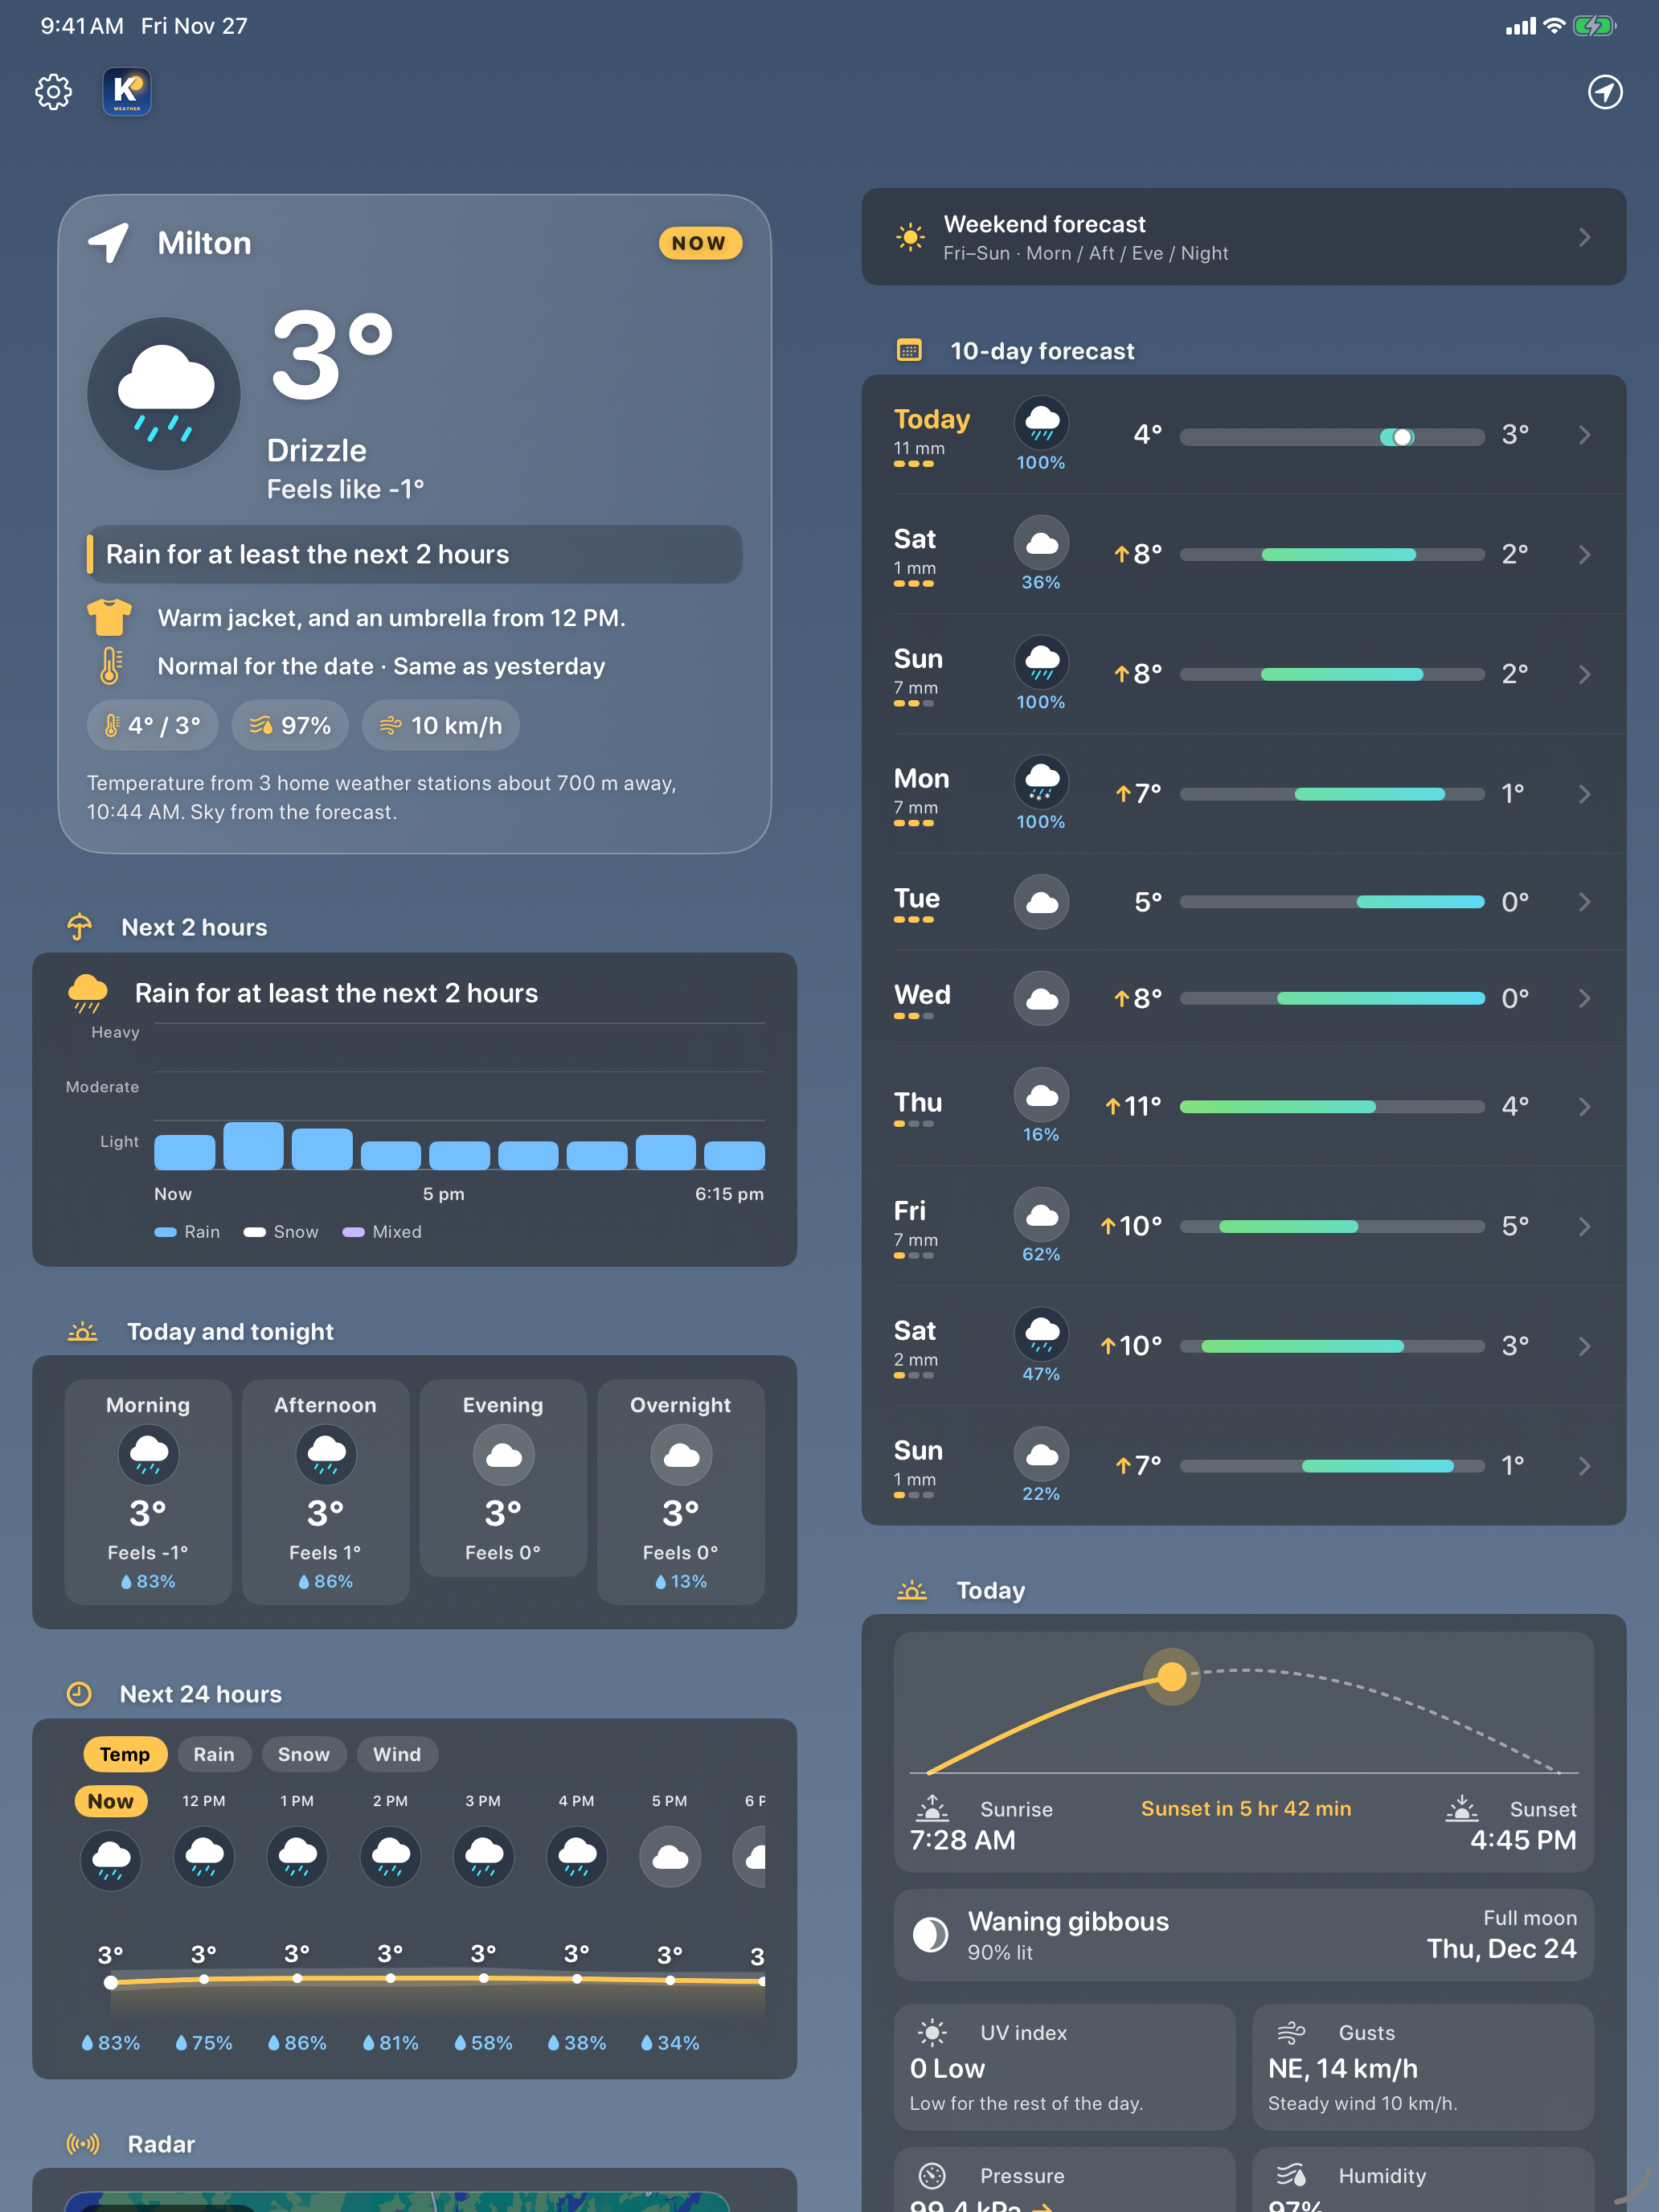 9:41 AM Fri Nov 27
K
WEATHER
Milton
NOW
3°
Drizzle
Feels like -1°
Rain for at least the next 2 hours
Warm jacket, and an umbrella from 12 PM.
Normal for the date · Same as yesterday
4° / 3° 97% 10 km/h
Temperature from 3 home weather stations about 700 m away,
10:44 AM. Sky from the forecast.
Next 2 hours
Rain for at least the next 2 hours
Heavy
Moderate
Light
Now 5 pm 6:15 pm
Rain Snow Mixed
Today and tonight
Morning Afternoon Evening Overnight
3° 3° 3° 3°
Feels -1° Feels 1° Feels 0° Feels 0°
83% 86% 13%
Next 24 hours
Temp Rain Snow Wind
Now 12 PM 1 PM 2 PM 3 PM 4 PM 5 PM 6 P
3° 3° 3° 3° 3° 3° 3° 3
83% 75% 86% 81% 58% 38% 34%
Radar
Weekend forecast
Fri–Sun · Morn / Aft / Eve / Night
10-day forecast
Today
11 mm
100%
4° 3°
Sat
1 mm
36%
↑8° 2°
Sun
7 mm
100%
↑8° 2°
Mon
7 mm
100%
↑7° 1°
Tue
5° 0°
Wed
↑8° 0°
Thu
16%
↑11° 4°
Fri
7 mm
62%
↑10° 5°
Sat
2 mm
47%
↑10° 3°
Sun
1 mm
22%
↑7° 1°
Today
Sunrise Sunset in 5 hr 42 min Sunset
7:28 AM 4:45 PM
Waning gibbous
90% lit
Full moon
Thu, Dec 24
UV index
0 Low
Low for the rest of the day.
Gusts
NE, 14 km/h
Steady wind 10 km/h.
Pressure
99.4 kPa →
Humidity
97%